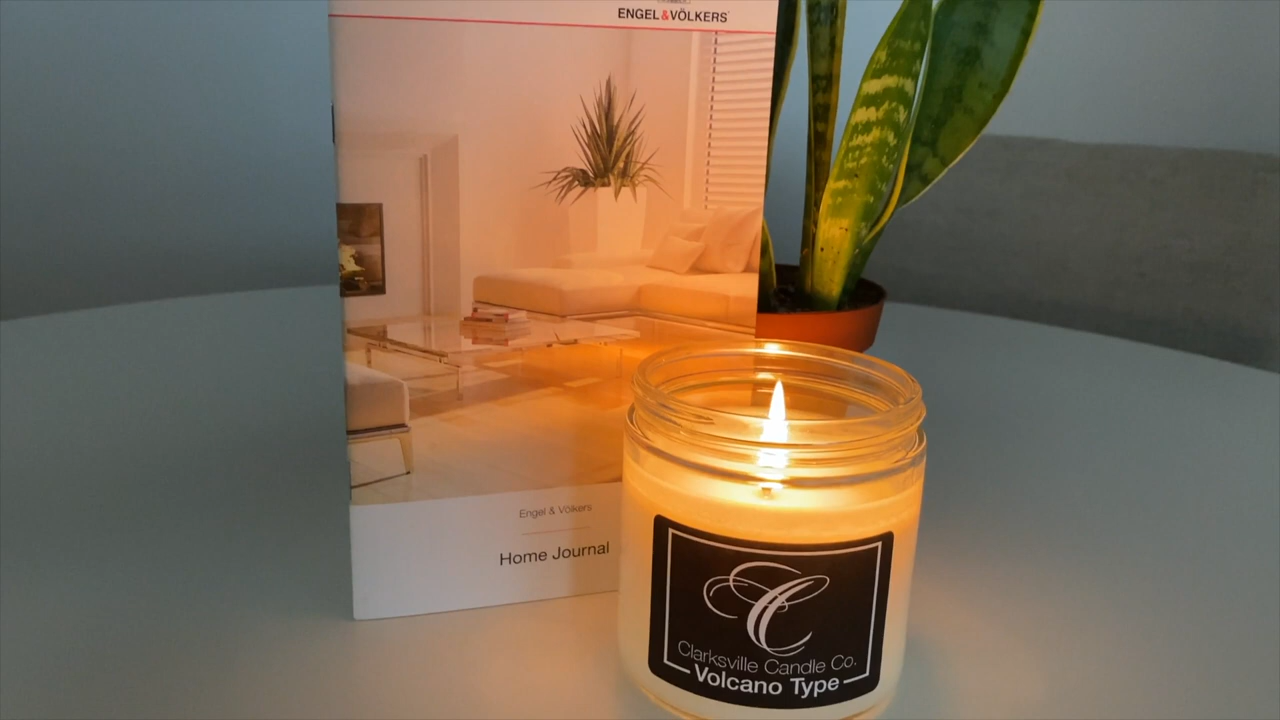 ENGEL&VÖLKERS
Engel & Völkers
Home Journal
C
Clarksville Candle Co.
Volcano Type